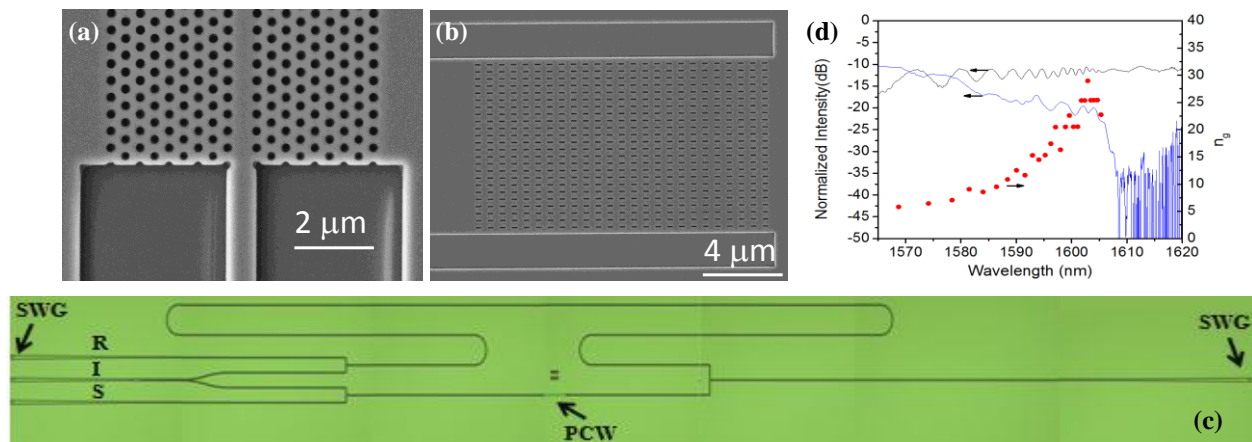 (a)
2 μm
(b)
4 μm
(d)
Normalized Intensity(dB)
0
-5
-10
-15
-20
-25
-30
-35
-40
-45
-50
40
35
30
25
20
15
10
5
0
n_g
1570 1580 1590 1600 1610 1620
Wavelength (nm)
SWG
R
I
S
PCW
SWG
(c)